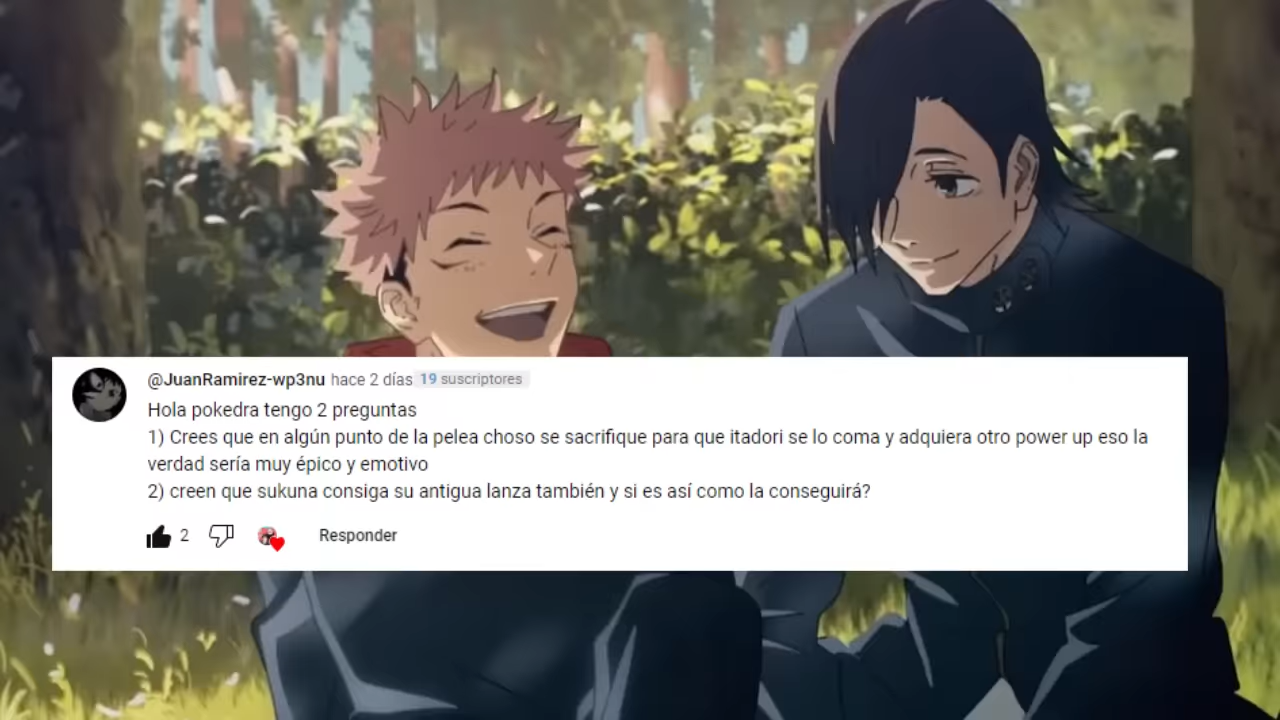 @JuanRamirez-wp3nu hace 2 días 19 suscriptores
Hola pokedra tengo 2 preguntas
1) Crees que en algún punto de la pelea choso se sacrifique para que itadori se lo coma y adquiera otro power up eso la
verdad sería muy épico y emotivo
2) creen que sukuna consiga su antigua lanza también y si es así como la conseguirá?
2 Responder